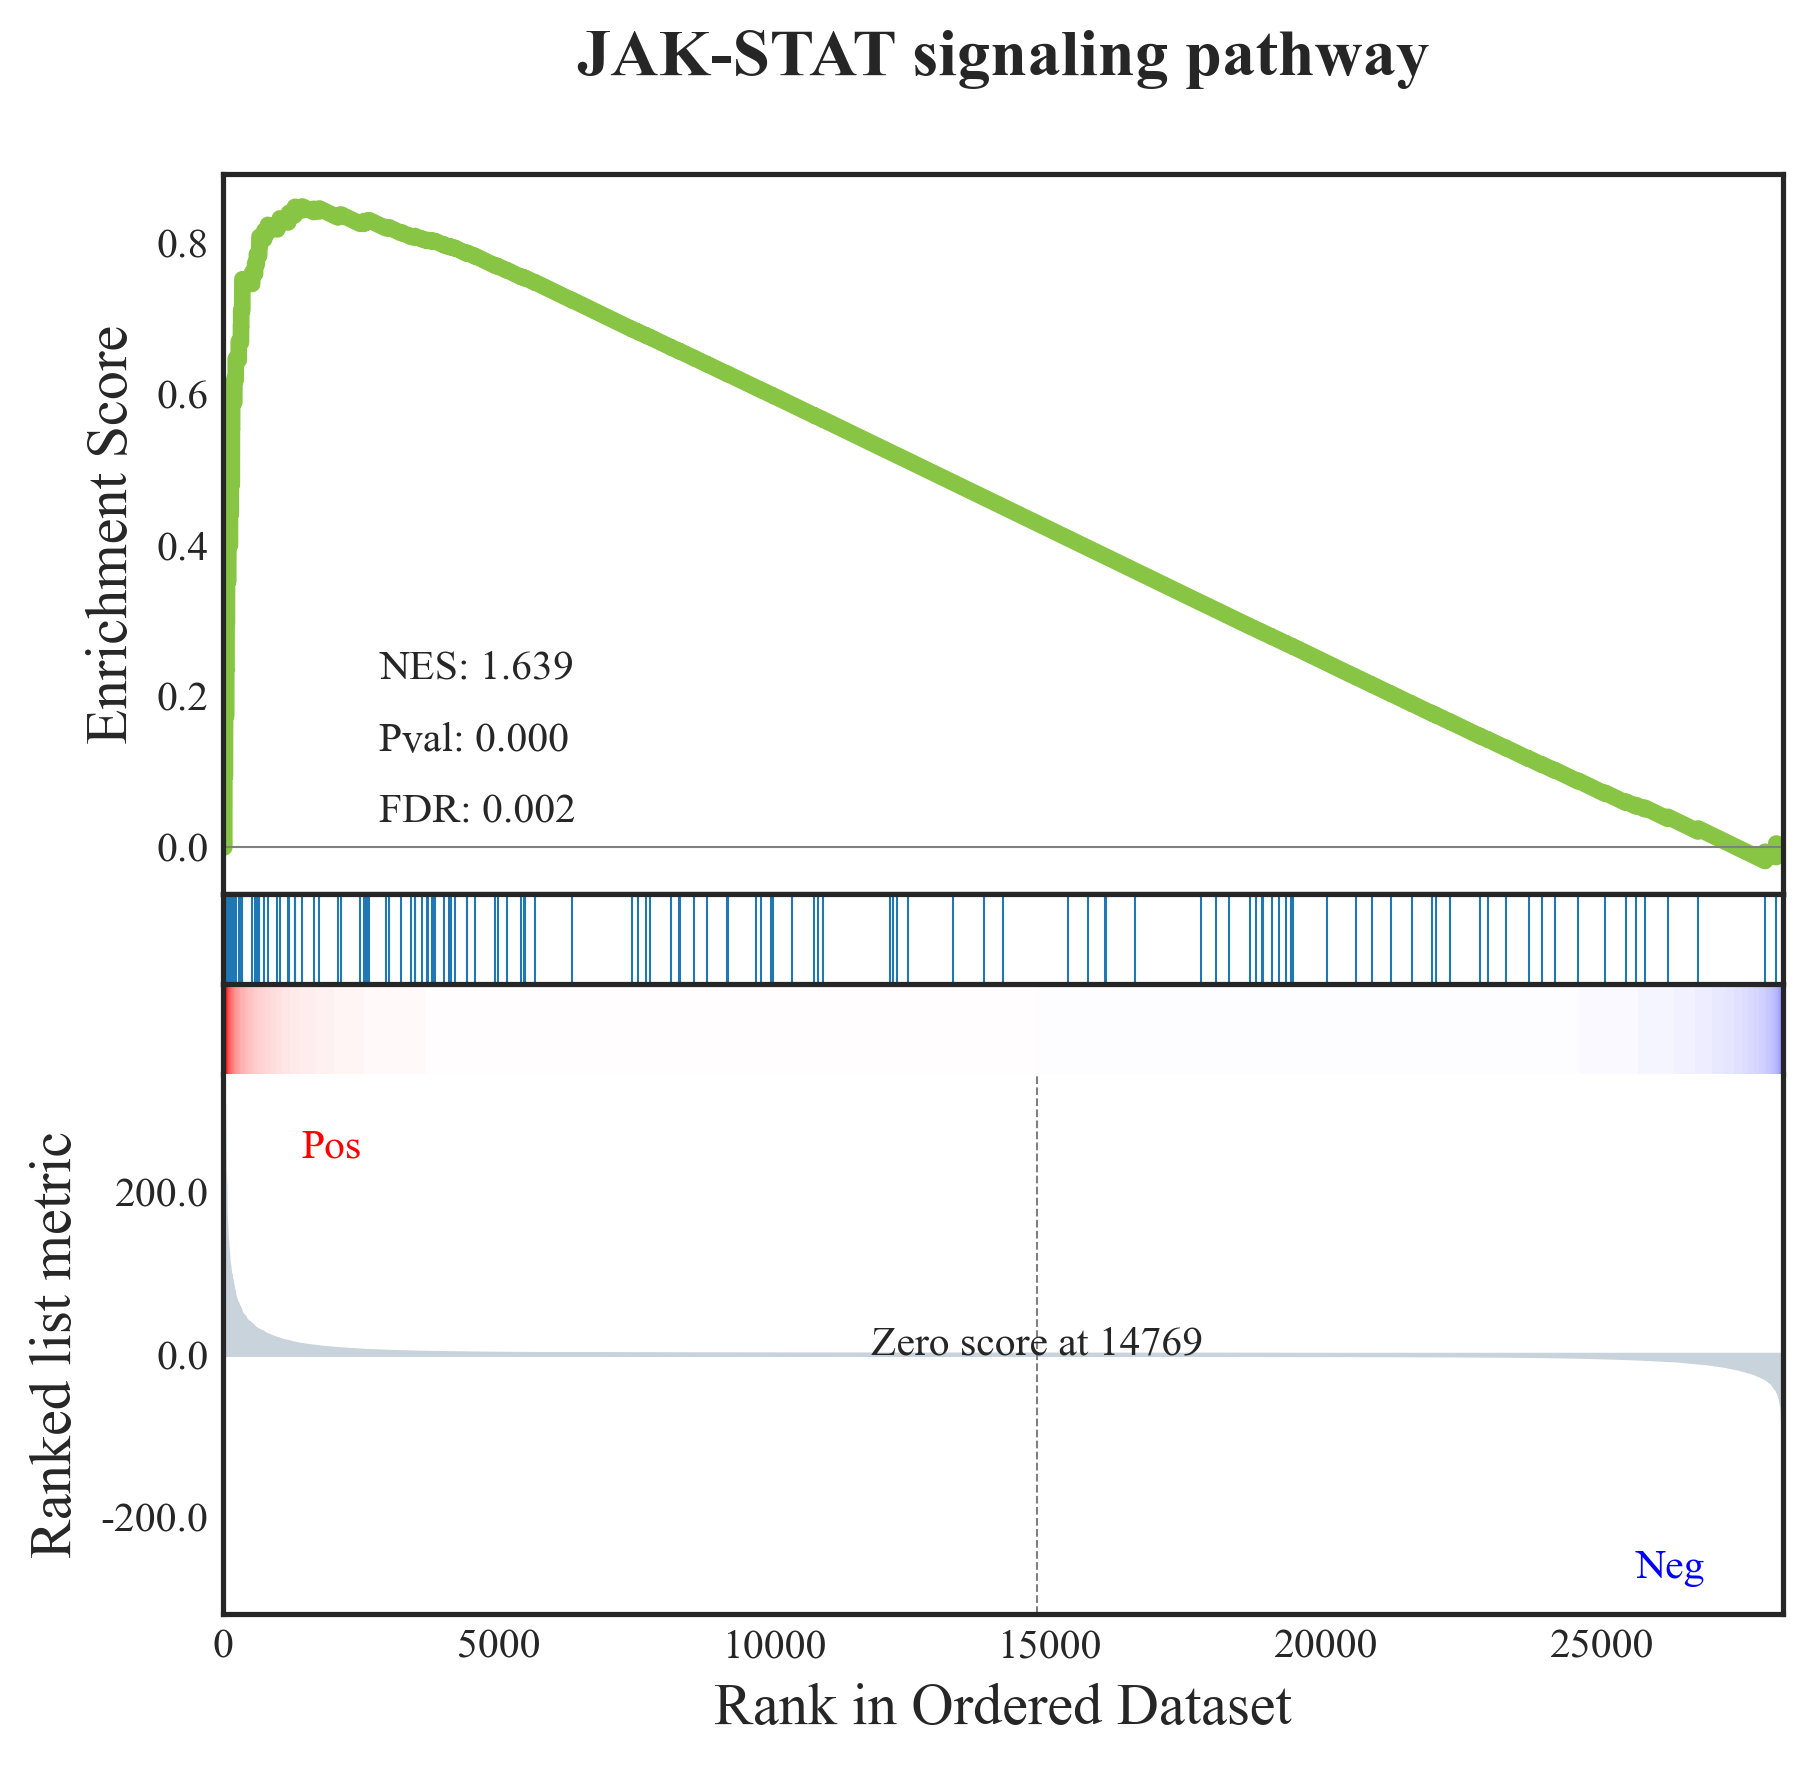 JAK-STAT signaling pathway
Enrichment Score
0.8
0.6
0.4
0.2
0.0
NES: 1.639
Pval: 0.000
FDR: 0.002
Ranked list metric
Pos
200.0
0.0
-200.0
Zero score at 14769
Neg
0 5000 10000 15000 20000 25000
Rank in Ordered Dataset